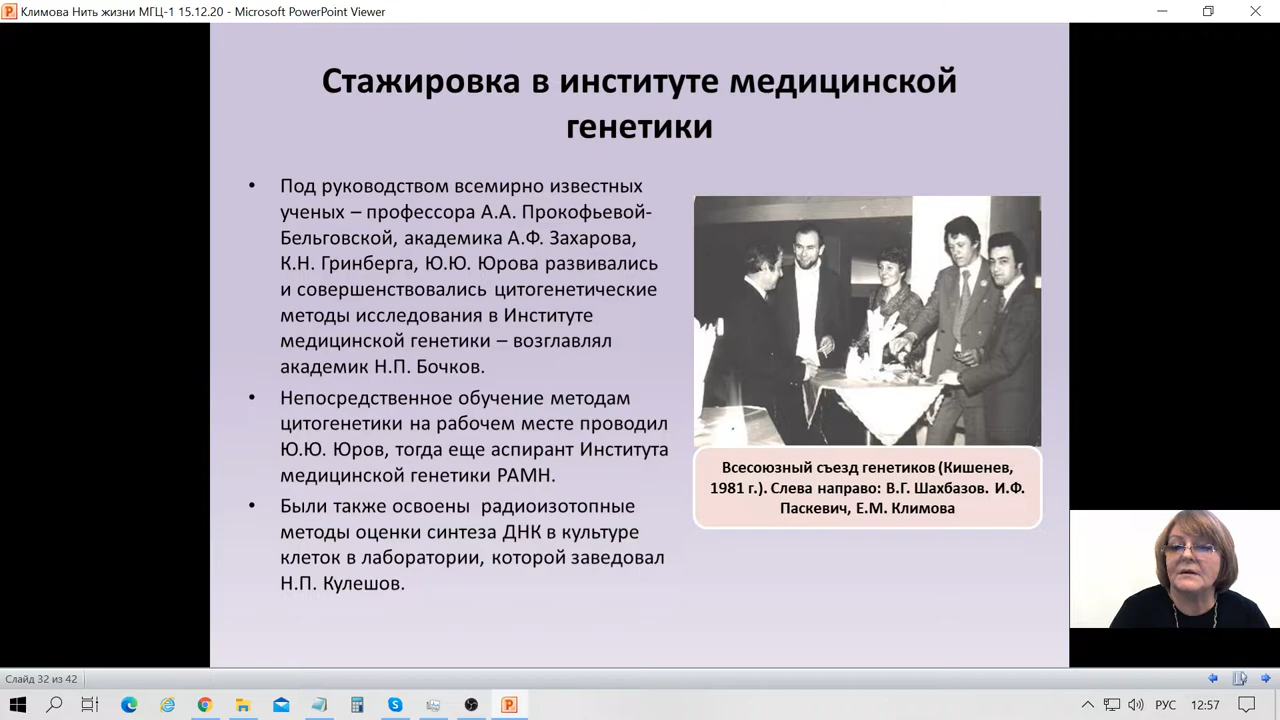 Климова Нить жизни МГЦ-1 15.12.20 - Microsoft PowerPoint Viewer
Стажировка в институте медицинской
генетики
• Под руководством всемирно известных
ученых – профессора А.А. Прокофьевой-
Бельговской, академика А.Ф. Захарова,
К.Н. Гринберга, Ю.Ю. Юрова развивались
и совершенствовались цитогенетические
методы исследования в Институте
медицинской генетики – возглавлял
академик Н.П. Бочков.
• Непосредственное обучение методам
цитогенетики на рабочем месте проводил
Ю.Ю. Юров, тогда еще аспирант Института
медицинской генетики РАМН.
• Были также освоены радиоизотопные
методы оценки синтеза ДНК в культуре
клеток в лаборатории, которой заведовал
Н.П. Кулешов.
Всесоюзный съезд генетиков (Кишенев,
1981 г.). Слева направо: В.Г. Шахбазов. И.Ф.
Паскевич, Е.М. Климова
Слайд 32 из 42
РУС
12:57